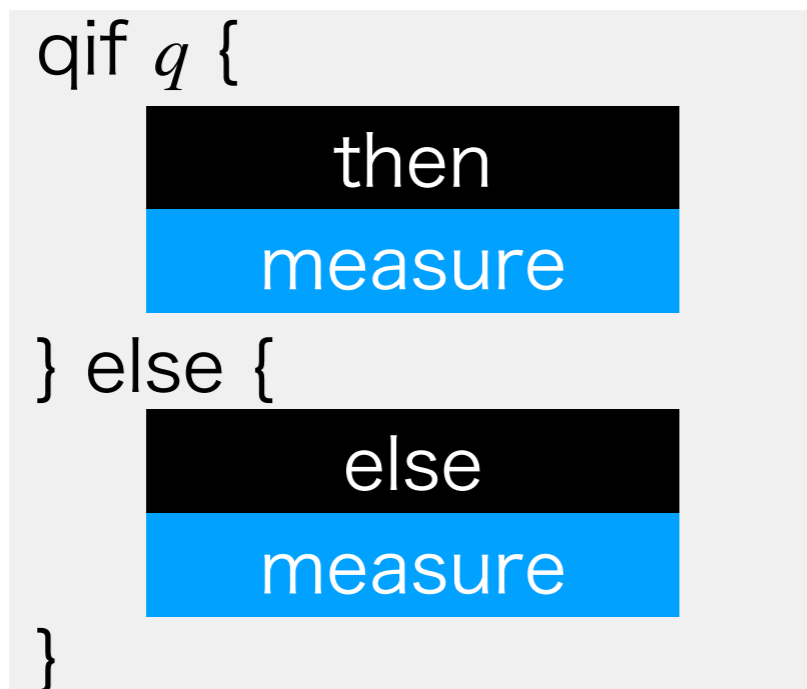 qif q {
then
measure
} else {
else
measure
}